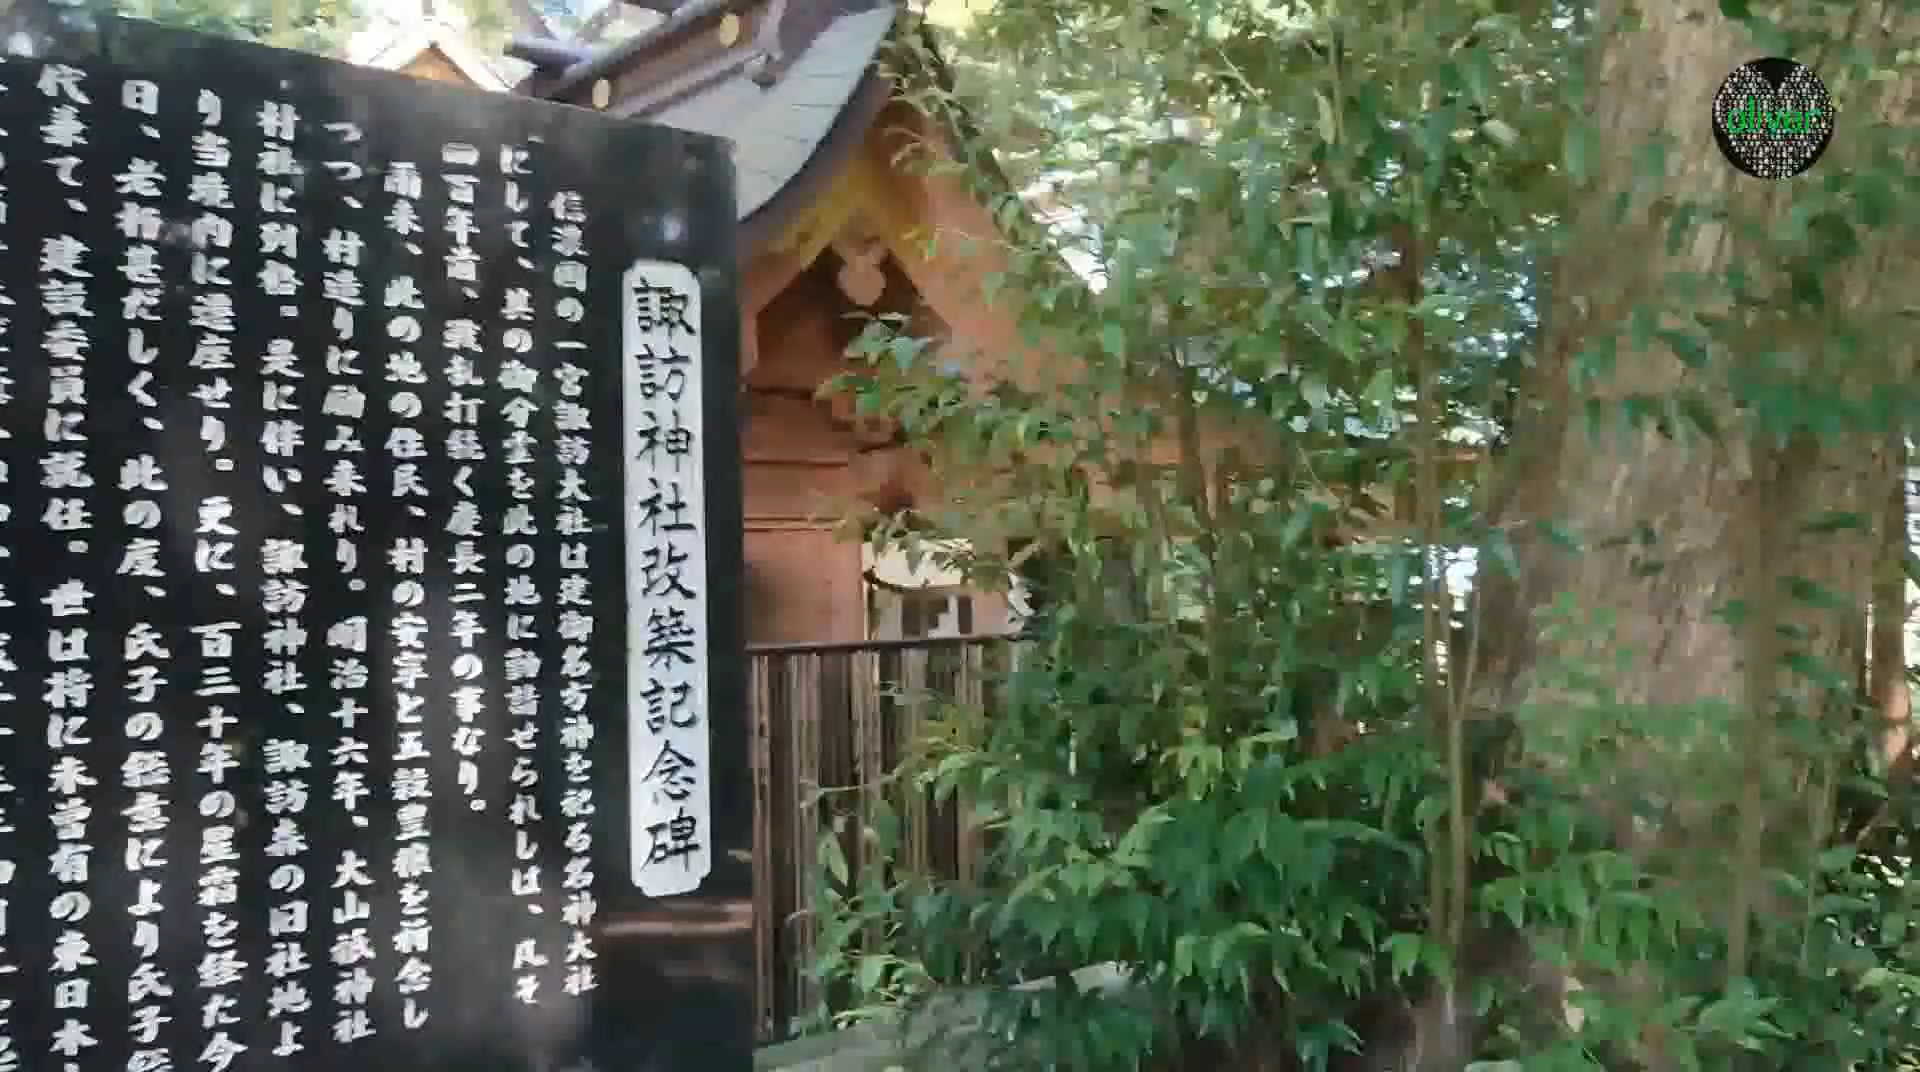 諏訪神社改築記念碑
信濃国の一宮諏訪大社は建御名方神を祀る名神大社
にして、其の御分霊を此の地に勧請せられしは、凡そ
四百年前、戦乱打続く慶長二年の事なり。
爾来、此の地の住民、村の安寧と五穀豊穣を祈念し
つつ、村造りに励み来れり。明治十六年、大山祇神社
村社に列格。是に伴い、諏訪神社、諏訪森の旧社地よ
り当境内に遷座せり。更に、百三十年の星霜を経た今
日、老朽甚だしく、此の度、氏子の総意により氏子総
代奉て、建設委員に就任。世は将に未曽有の東日本
oliver